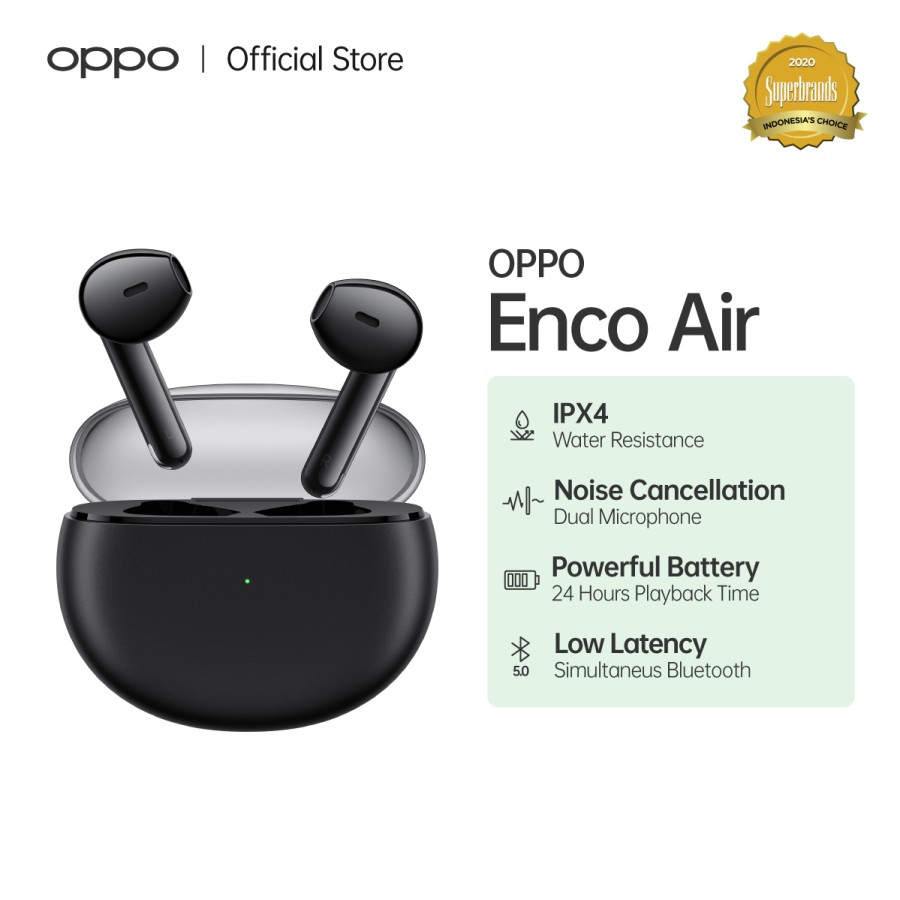 oppo | Official Store
2020
Superbrands
INDONESIA'S CHOICE
OPPO
Enco Air
IPX4
Water Resistance
Noise Cancellation
Dual Microphone
Powerful Battery
24 Hours Playback Time
Low Latency
5.0
Simultaneus Bluetooth